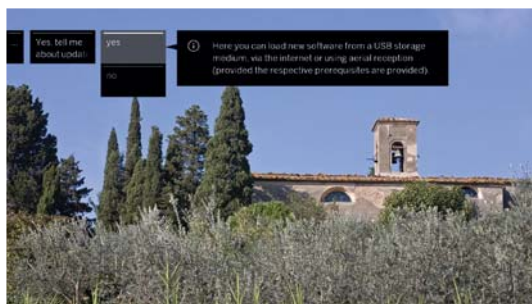 Yes, tell me
about updat
yes
no
Here you can load new software from a USB storage
medium, via the internet or using aerial reception
(provided the respective prerequisites are provided).